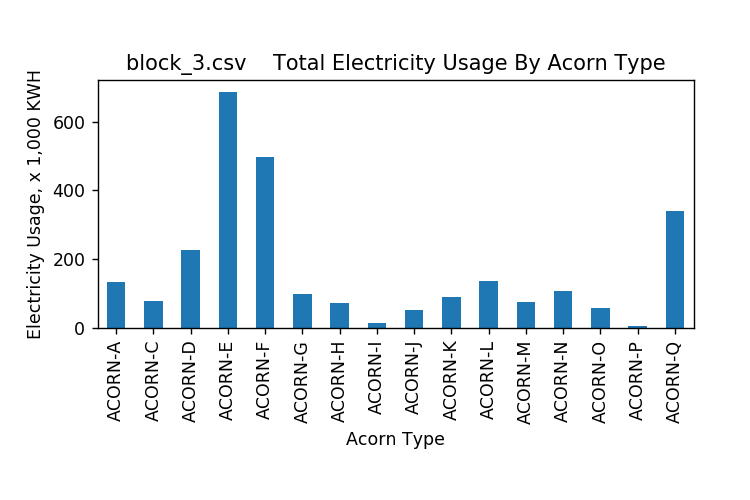 block_3.csv    Total Electricity Usage By Acorn Type
Electricity Usage, x 1,000 KWH
600
400
200
0
ACORN-A
ACORN-C
ACORN-D
ACORN-E
ACORN-F
ACORN-G
ACORN-H
ACORN-I
ACORN-J
ACORN-K
ACORN-L
ACORN-M
ACORN-N
ACORN-O
ACORN-P
ACORN-Q
Acorn Type